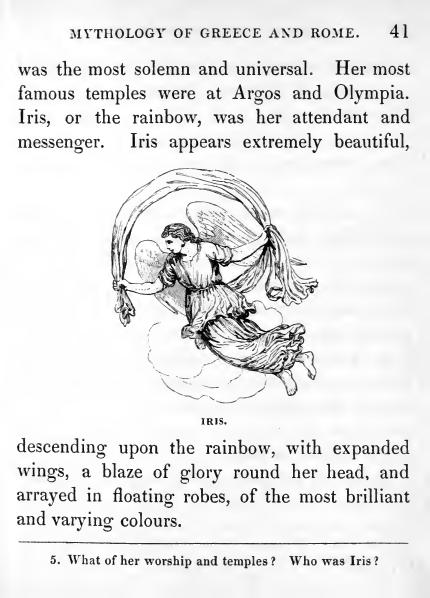 MYTHOLOGY OF GREECE AND ROME. 41
was the most solemn and universal. Her most
famous temples were at Argos and Olympia.
Iris, or the rainbow, was her attendant and
messenger. Iris appears extremely beautiful,
IRIS.
descending upon the rainbow, with expanded
wings, a blaze of glory round her head, and
arrayed in floating robes, of the most brilliant
and varying colours.
5. What of her worship and temples? Who was Iris?